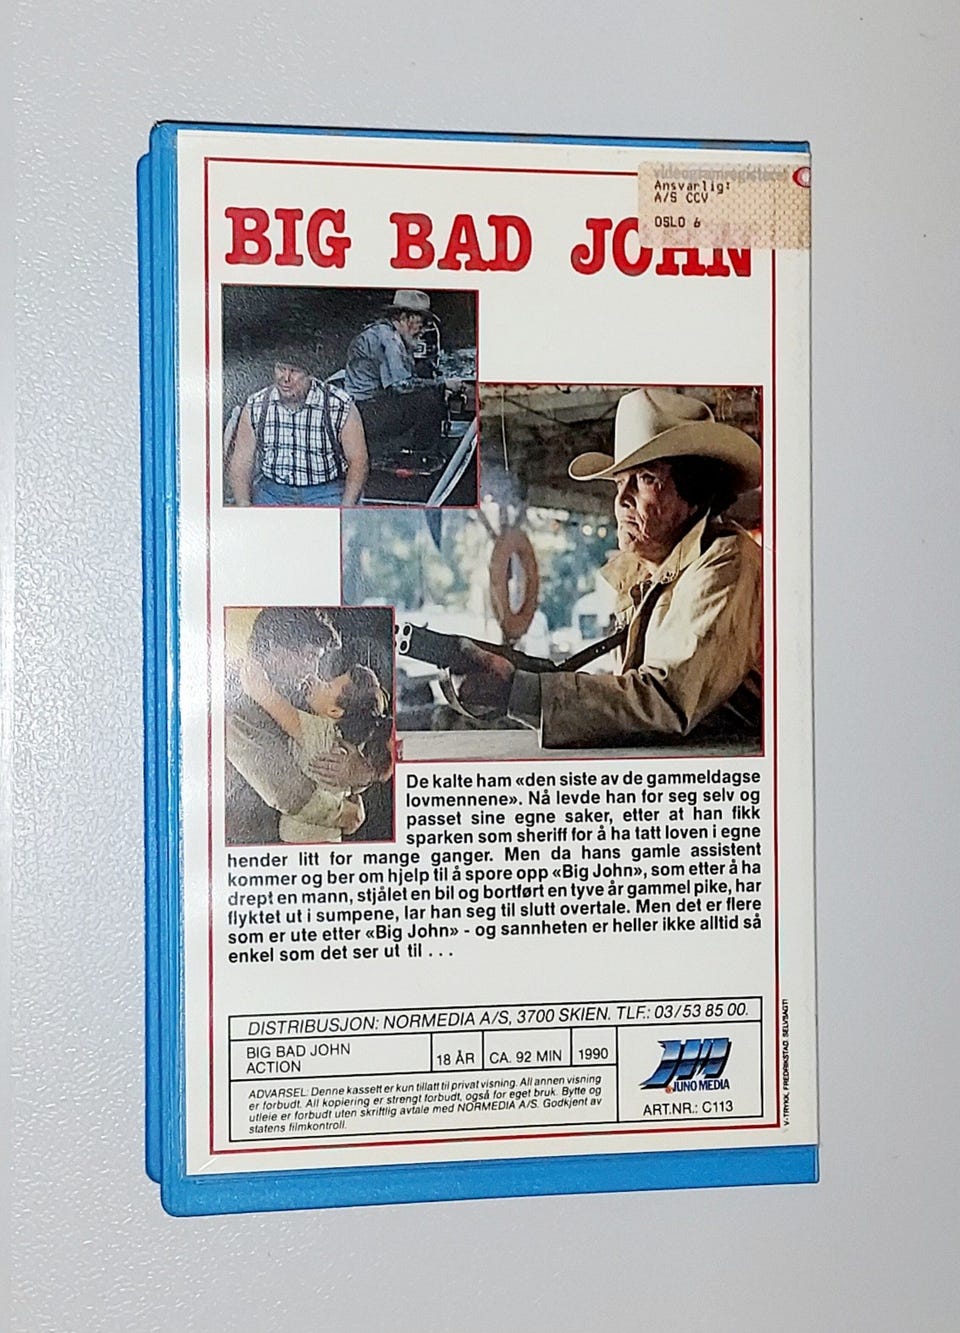 videogramregisteret
Ansvarlig:
A/S CCV
OSLO 6
BIG BAD JOHN
De kalte ham «den siste av de gammeldagse
lovmennene». Nå levde han for seg selv og
passet sine egne saker, etter at han fikk
sparken som sheriff for å ha tatt loven i egne
hender litt for mange ganger. Men da hans gamle assistent
kommer og ber om hjelp til å spore opp «Big John», som etter å ha
drept en mann, stjålet en bil og bortført en tyve år gammel pike, har
flyktet ut i sumpene, lar han seg til slutt overtale. Men det er flere
som er ute etter «Big John» - og sannheten er heller ikke alltid så
enkel som det ser ut til . . .
DISTRIBUSJON: NORMEDIA A/S, 3700 SKIEN. TLF.: 03/53 85 00.
BIG BAD JOHN
ACTION
18 ÅR
CA. 92 MIN
1990
ADVARSEL: Denne kassett er kun tillatt til privat visning. All annen visning
er forbudt. All kopiering er strengt forbudt, også for eget bruk. Bytte og
utleie er forbudt uten skriftlig avtale med NORMEDIA A/S. Godkjent av
statens filmkontroll.
JUNO MEDIA
ART.NR.: C113
V-TRYKK, FREDRIKSTAD. SELVSAGT!